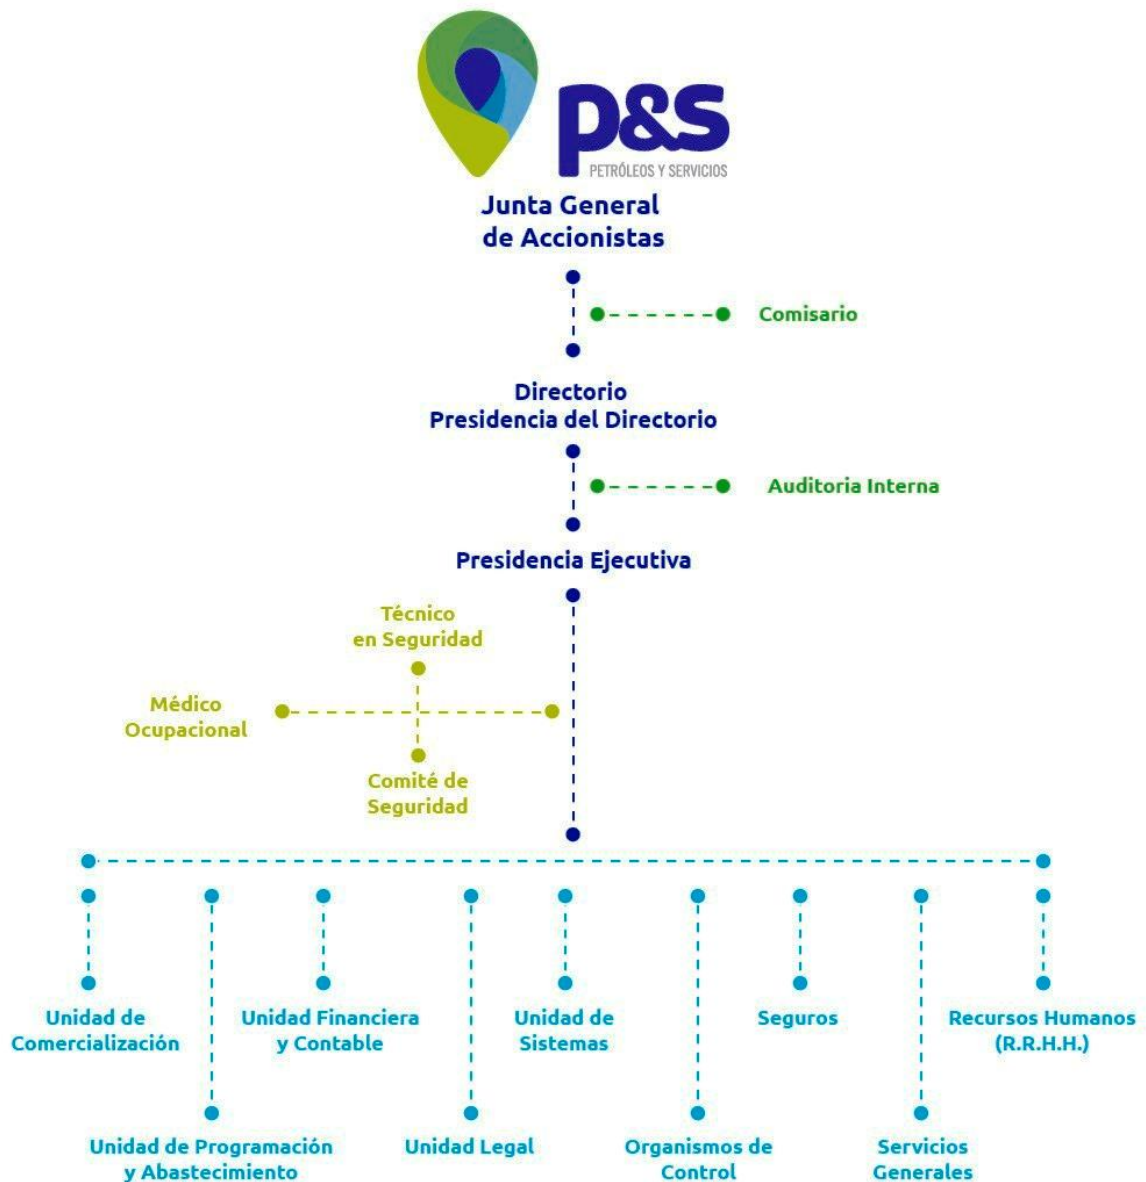 P&S
PETRÓLEOS Y SERVICIOS
Junta General
de Accionistas
Comisario
Directorio
Presidencia del Directorio
Auditoria Interna
Presidencia Ejecutiva
Técnico
en Seguridad
Médico
Ocupacional
Comité de
Seguridad
Unidad de
Comercialización
Unidad Financiera
y Contable
Unidad de
Sistemas
Seguros
Recursos Humanos
(R.R.H.H.)
Unidad de Programación
y Abastecimiento
Unidad Legal
Organismos de
Control
Servicios
Generales